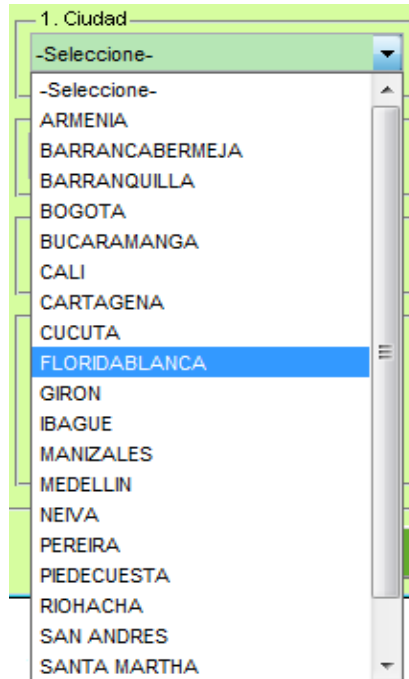 1. Ciudad
-Seleccione-
-Seleccione-
ARMENIA
BARRANCABERMEJA
BARRANQUILLA
BOGOTA
BUCARAMANGA
CALI
CARTAGENA
CUCUTA
FLORIDABLANCA
GIRON
IBAGUE
MANIZALES
MEDELLIN
NEIVA
PEREIRA
PIEDECUESTA
RIOHACHA
SAN ANDRES
SANTA MARTHA